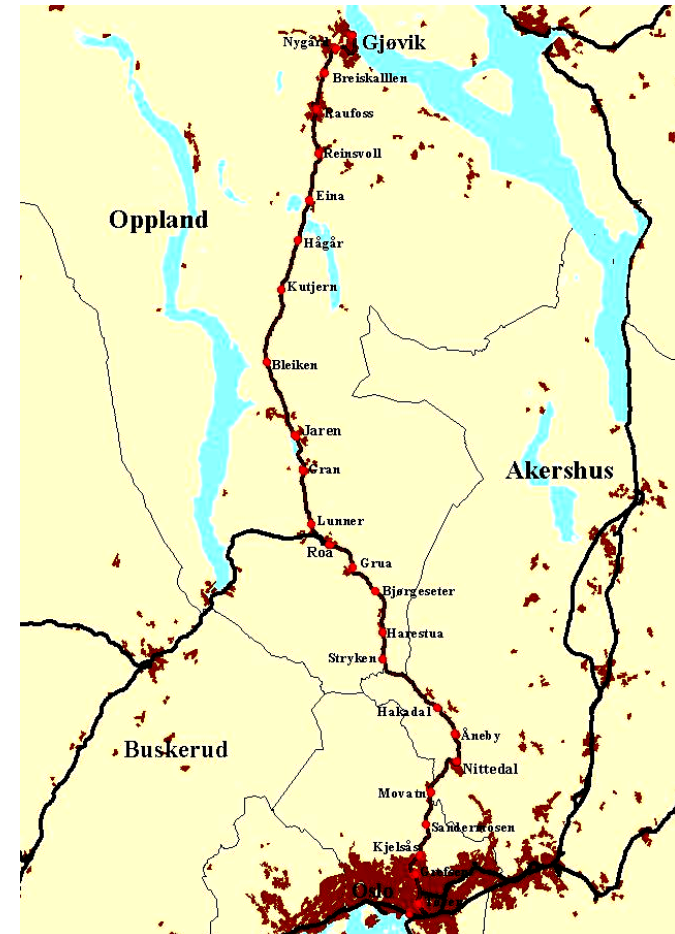 Nygård
Gjøvik
Breiskalllen
Raufoss
Reinsvoll
Eina
Oppland
Hågår
Kutjern
Bleiken
Jaren
Gran
Akershus
Lunner
Roa
Grua
Bjørgeseter
Harestua
Stryken
Hakadal
Åneby
Buskerud
Nittedal
Movatn
Sandermosen
Kjelsås
Oslo